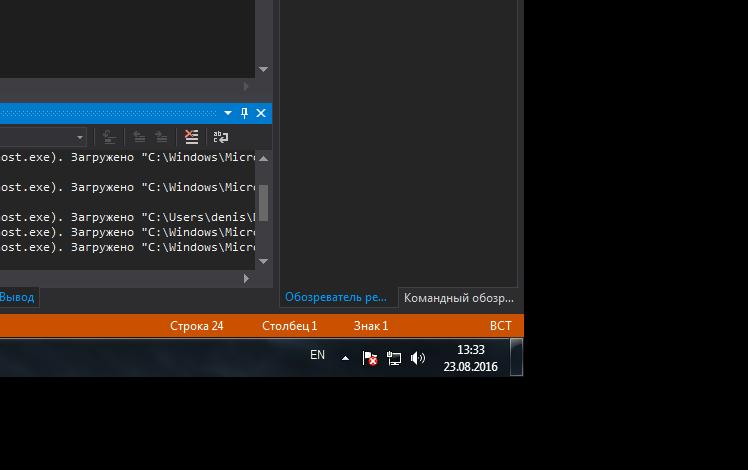 ost.exe). Загружено "C:\Windows\Micr
ost.exe). Загружено "C:\Windows\Micr
ost.exe). Загружено "C:\Users\denis\
ost.exe). Загружено "C:\Windows\Micr
ost.exe). Загружено "C:\Windows\Micr
Вывод
Обозреватель ре...
Командный обозр...
Строка 24 Столбец 1 Знак 1 ВСТ
EN 13:33
23.08.2016